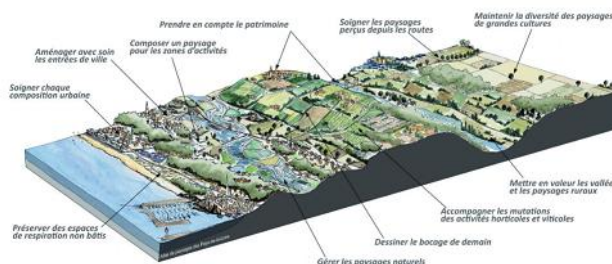 Prendre en compte le patrimoine
Soigner les paysages
perçus depuis les routes
Maintenir la diversité des paysages
de grandes cultures
Aménager avec soin
les entrées de ville
Composer un paysage
pour les zones d'activités
Soigner chaque
composition urbaine
Préserver des espaces
de respiration non bâtis
Gérer les paysages naturels
Dessiner le bocage de demain
Accompagner les mutations
des activités horticoles et viticoles
Mettre en valeur les vallée
et les paysages ruraux